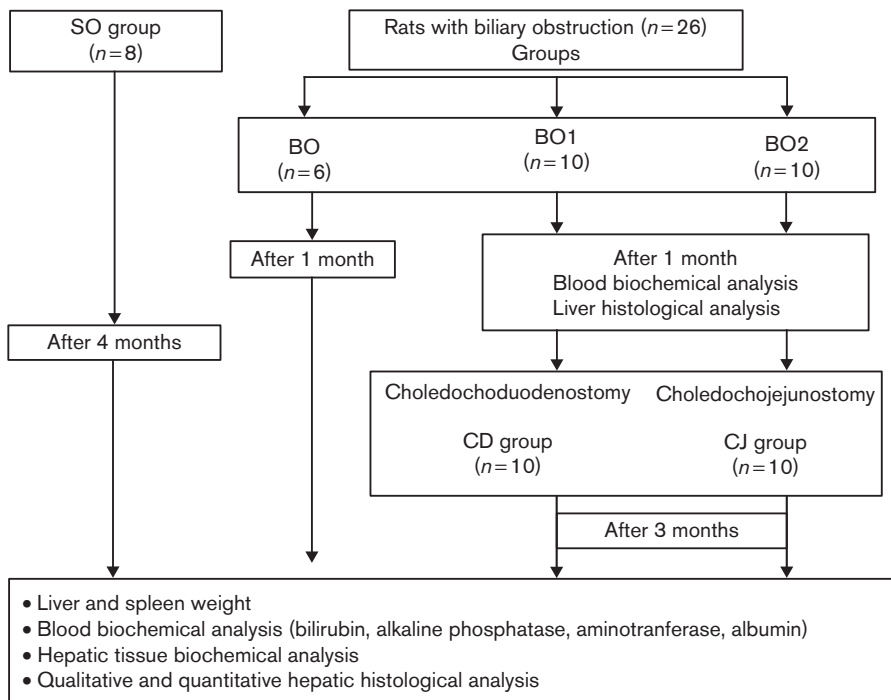 SO group
(n=8)
Rats with biliary obstruction (n=26)
Groups
BO
(n=6)
BO1
(n=10)
BO2
(n=10)
After 1 month
After 1 month
Blood biochemical analysis
Liver histological analysis
After 4 months
Choledochoduodenostomy
CD group
(n=10)
Choledochojejunostomy
CJ group
(n=10)
After 3 months
• Liver and spleen weight
• Blood biochemical analysis (bilirubin, alkaline phosphatase, aminotranferase, albumin)
• Hepatic tissue biochemical analysis
• Qualitative and quantitative hepatic histological analysis